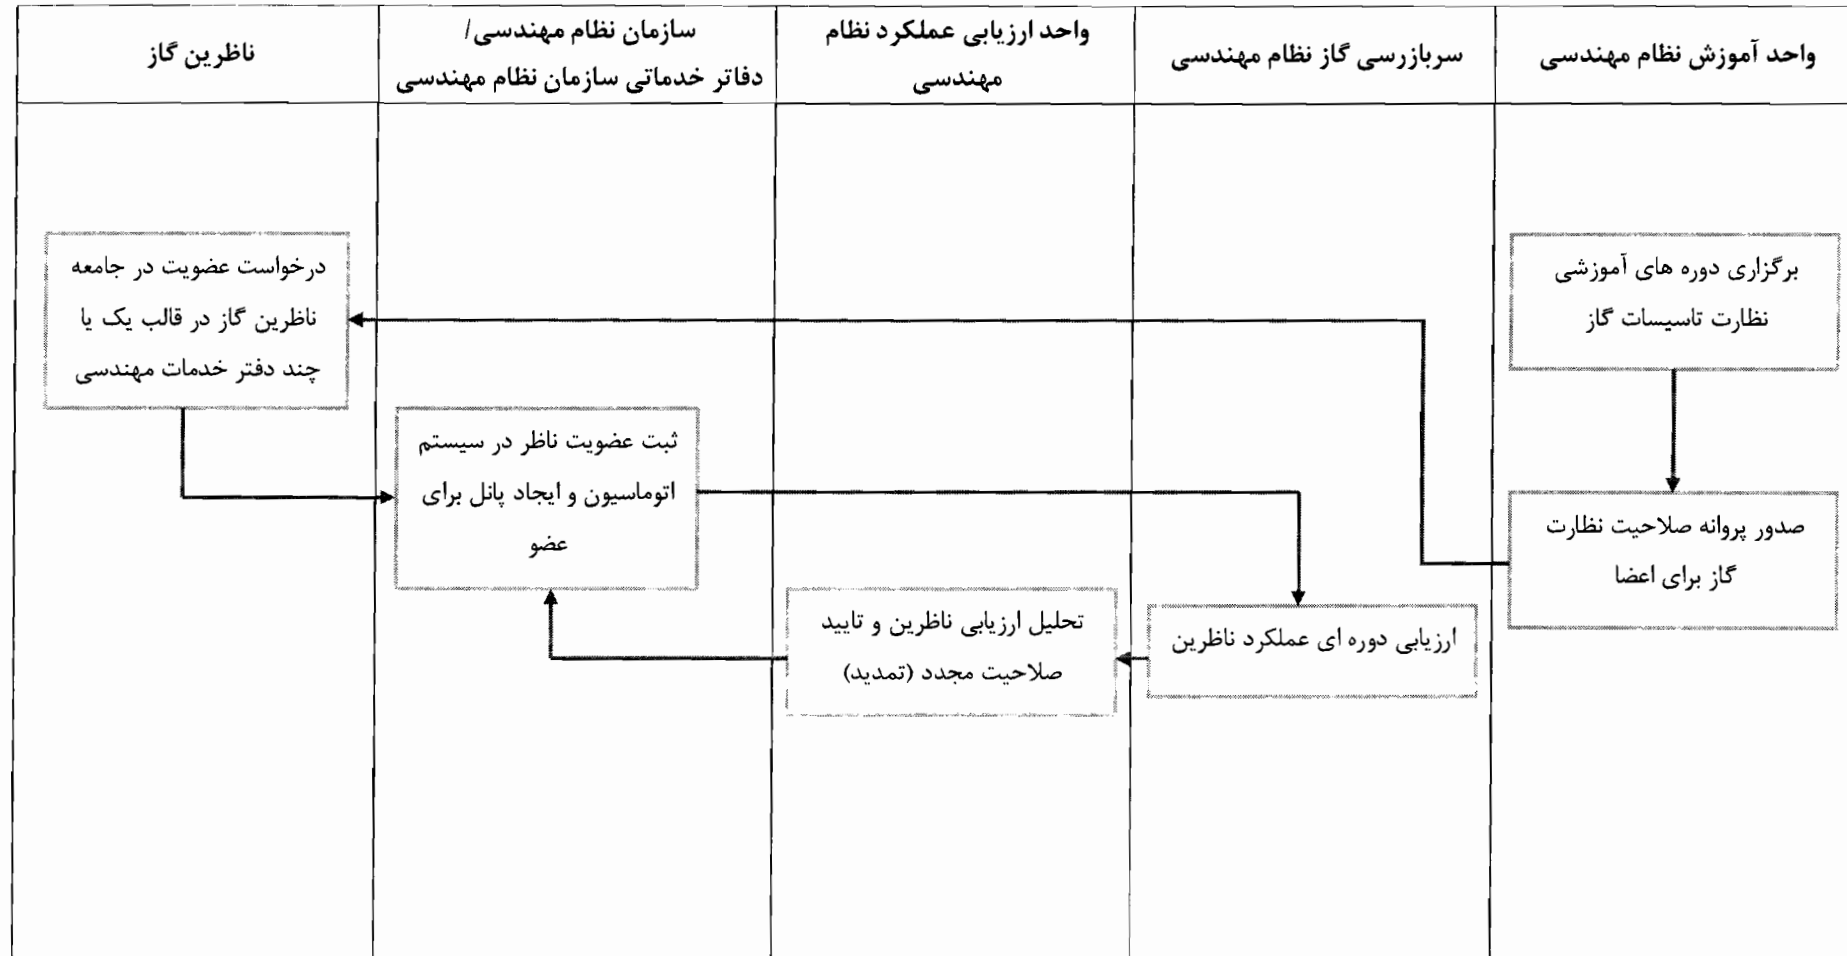 واحد آموزش نظام مهندسی
سربازرسی گاز نظام مهندسی
واحد ارزیابی عملکرد نظام
مهندسی
سازمان نظام مهندسی/
دفاتر خدماتی سازمان نظام مهندسی
ناظرین گاز
برگزاری دوره های آموزشی
نظارت تاسیسات گاز
صدور پروانه صلاحیت نظارت
گاز برای اعضا
درخواست عضویت در جامعه
ناظرین گاز در قالب یک یا
چند دفتر خدمات مهندسی
ثبت عضویت ناظر در سیستم
اتوماسیون و ایجاد پانل برای
عضو
ارزیابی دوره ای عملکرد ناظرین
تحلیل ارزیابی ناظرین و تایید
صلاحیت مجدد (تمدید)